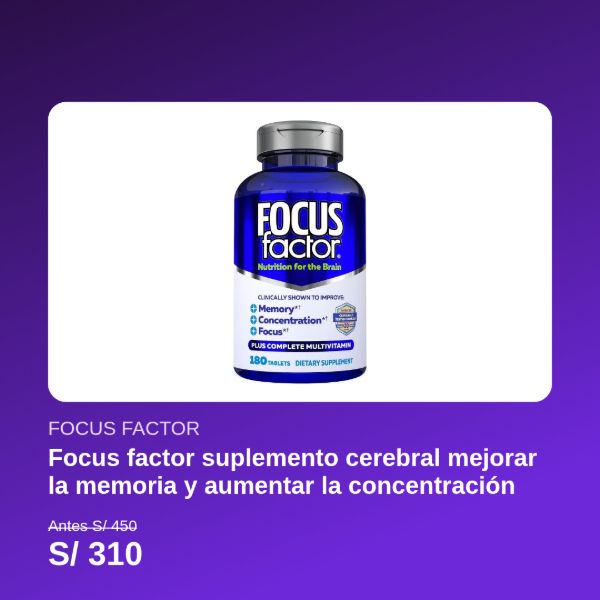 FOCUS
factor
Nutrition for the Brain
CLINICALLY SHOWN TO IMPROVE:
Memory*†
Concentration*†
Focus*†
PLUS COMPLETE MULTIVITAMIN
180 TABLETS DIETARY SUPPLEMENT
FOCUS FACTOR
Focus factor suplemento cerebral mejorar
la memoria y aumentar la concentración
Antes S/ 450
S/ 310